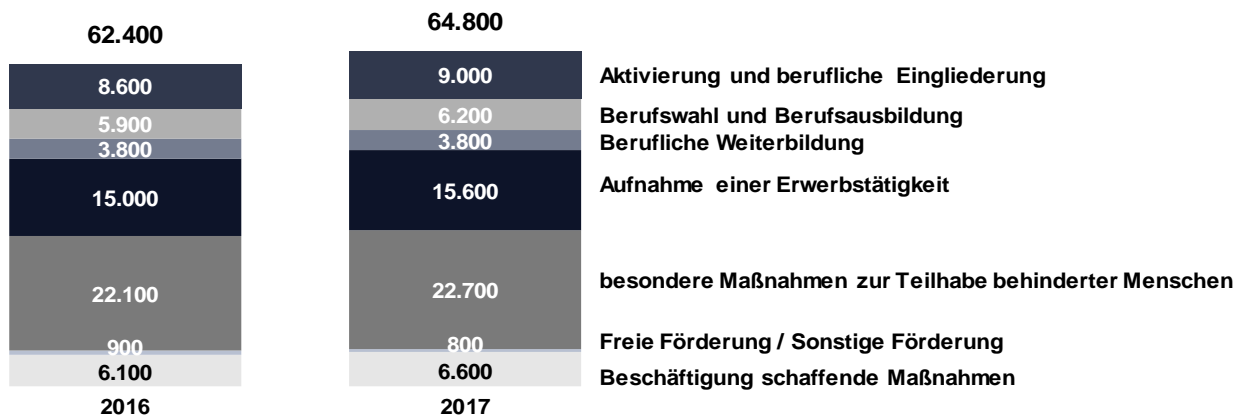 62.400
64.800
8.600
9.000
Aktivierung und berufliche Eingliederung
5.900
6.200
Berufswahl und Berufsausbildung
3.800
3.800
Berufliche Weiterbildung
15.000
15.600
Aufnahme einer Erwerbstätigkeit
22.100
22.700
besondere Maßnahmen zur Teilhabe behinderter Menschen
900
800
Freie Förderung / Sonstige Förderung
6.100
6.600
Beschäftigung schaffende Maßnahmen
2016
2017